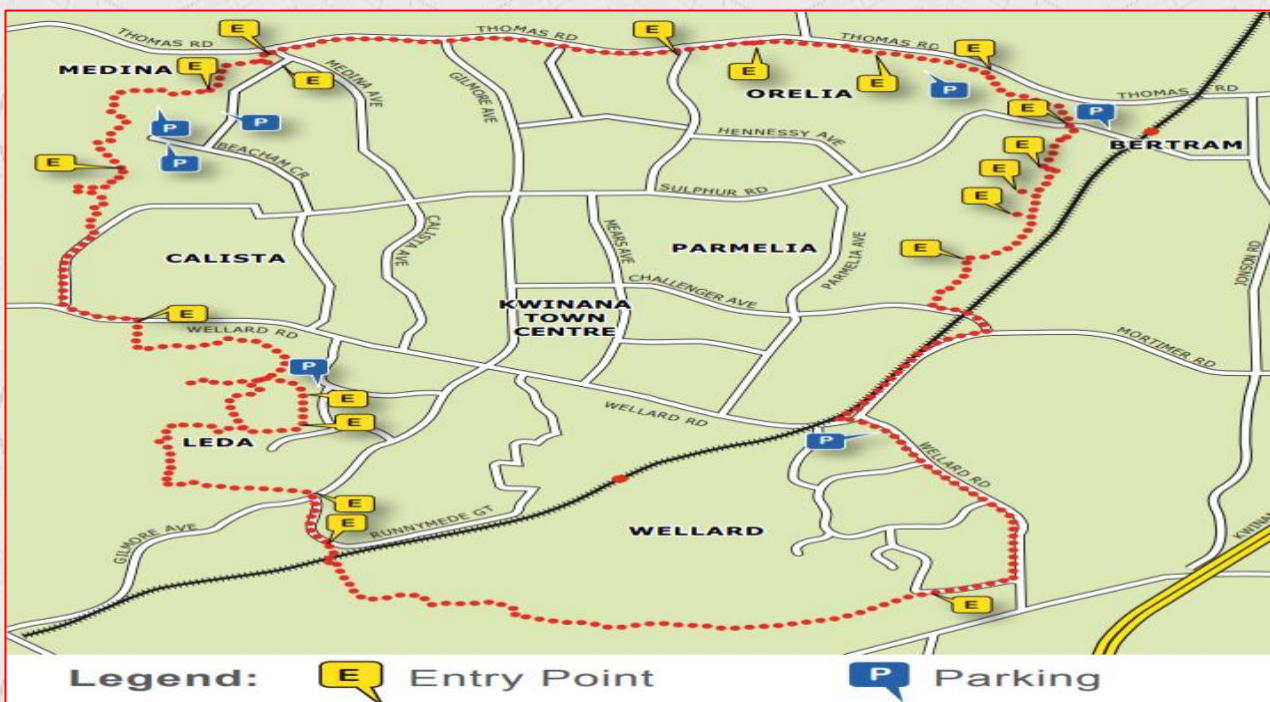 THOMAS RD
E
THOMAS RD
E
E
THOMAS RD
E
MEDINA
E
E
MEDINA AVE
GILMORE AVE
E
E
ORELIA
P
THOMAS RD
P
P
E
P
HENNESSY AVE
BERTRAM
E
P
BEACHAM CR
E
E
SULPHUR RD
E
CALISTA AVE
MEARS AVE
PARMELIA AVE
JONSON RD
CALISTA
PARMELIA
E
CHALLENGER AVE
KWINANA
TOWN
CENTRE
E
WELLARD RD
MORTIMER RD
P
E
WELLARD RD
E
LEDA
P
WELLARD RD
E
E
GILMORE AVE
RUNNYMEDE GT
WELLARD
E
Legend:
E Entry Point
P Parking